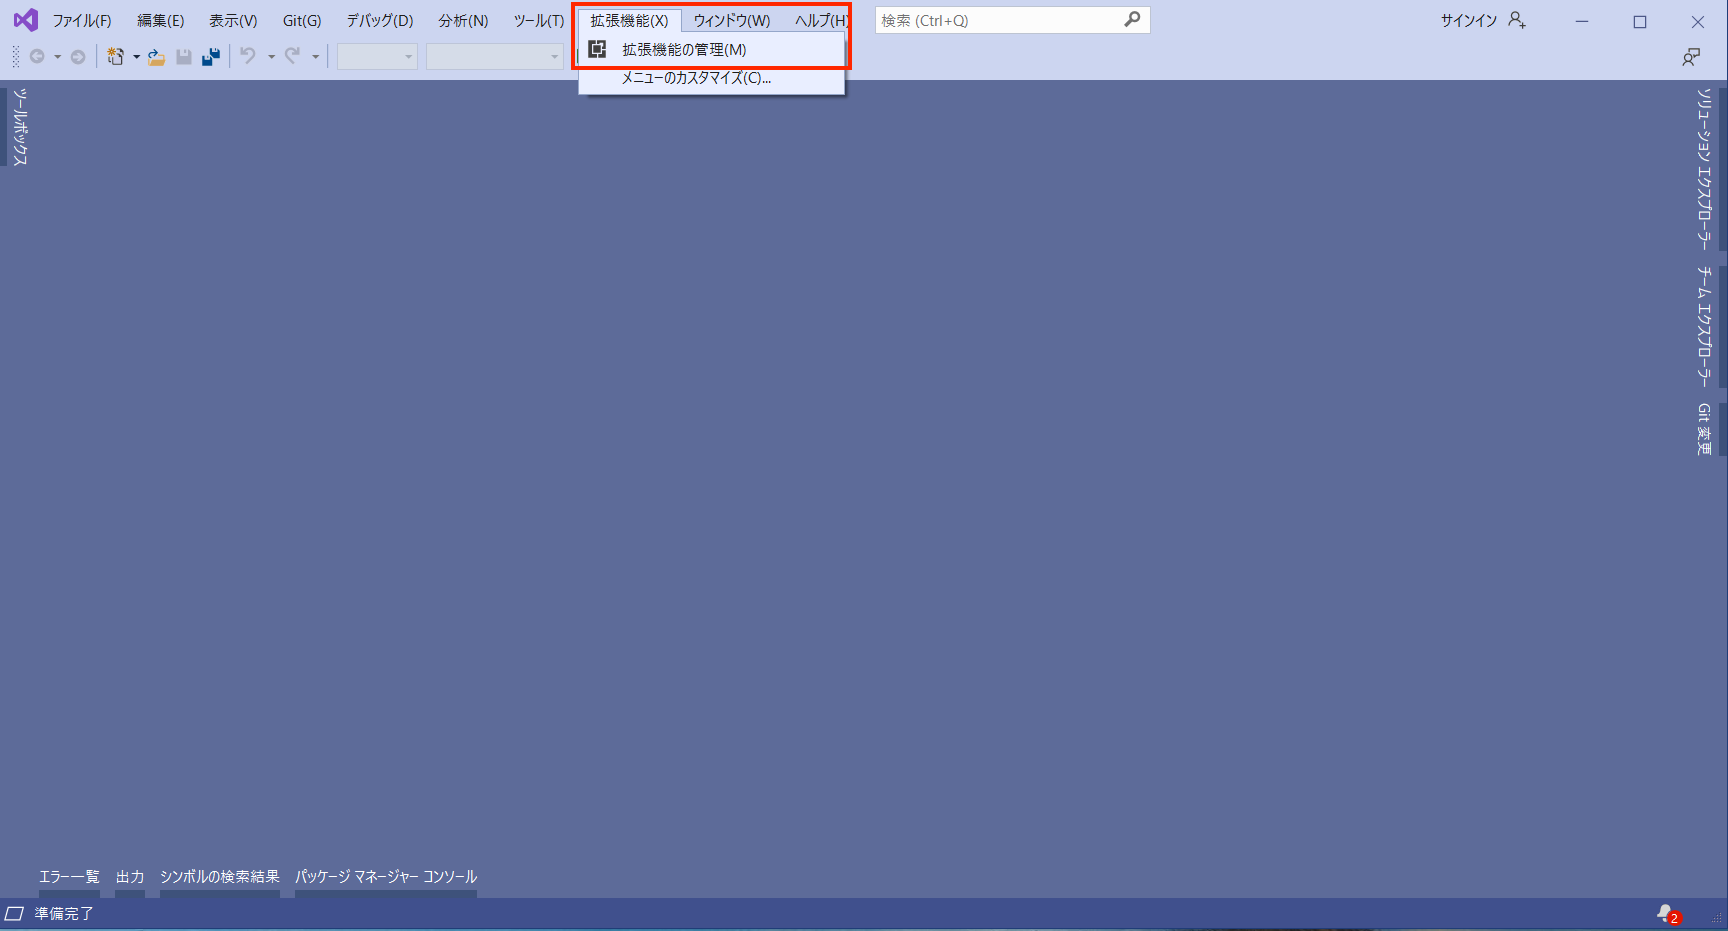 ファイル(F) 編集(E) 表示(V) Git(G) デバッグ(D) 分析(N) ツール(T) 拡張機能(X) ウィンドウ(W) ヘルプ(H) 検索 (Ctrl+Q) サインイン
拡張機能の管理(M)
メニューのカスタマイズ(C)...
ツールボックス
ソリューション エクスプローラー
チーム エクスプローラー
Git 変更
エラー一覧 出力 シンボルの検索結果 パッケージ マネージャー コンソール
準備完了 2